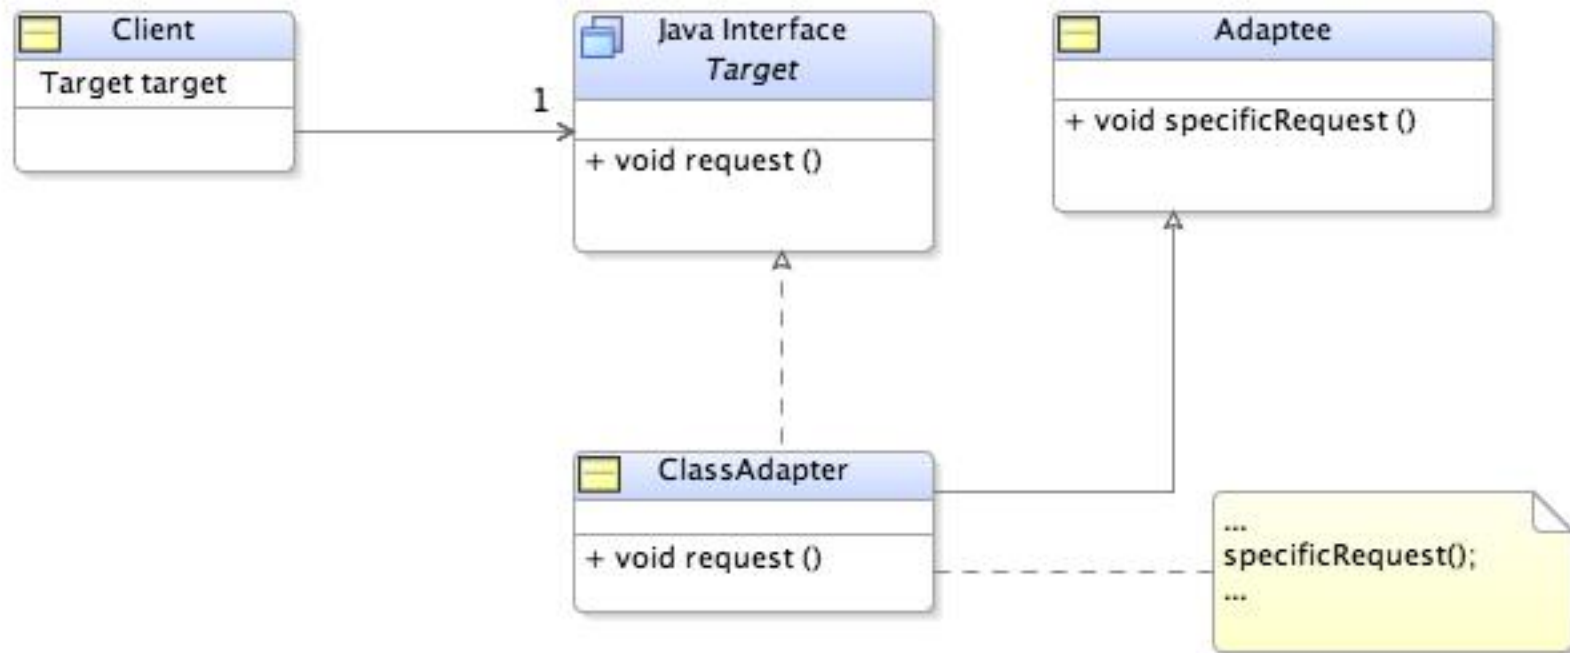 Client
Target target
1
Java Interface
Target
+ void request ()
Adaptee
+ void specificRequest ()
ClassAdapter
+ void request ()
...
specificRequest();
...